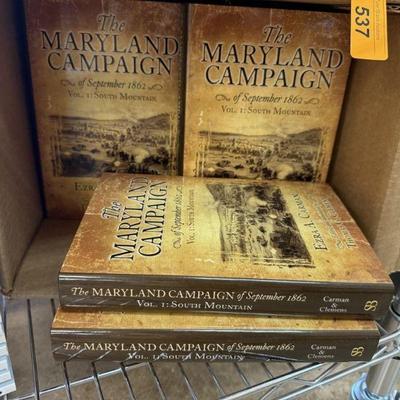 537
The
MARYLAND
CAMPAIGN
of September 1862
VOL. 1: SOUTH MOUNTAIN
EZRA
The
MARYLAND
CAMPAIGN
of September 1862
VOL. 1: SOUTH MOUNTAIN
The
MARYLAND
CAMPAIGN
of September 1862
VOL. 1: SOUTH MOUNTAIN
EZRA A. CARMAN
The MARYLAND CAMPAIGN of September 1862
VOL. 1: SOUTH MOUNTAIN
Carman
& Clemens
The MARYLAND CAMPAIGN of September 1862
VOL. 1: SOUTH MOUNTAIN
Carman
& Clemens